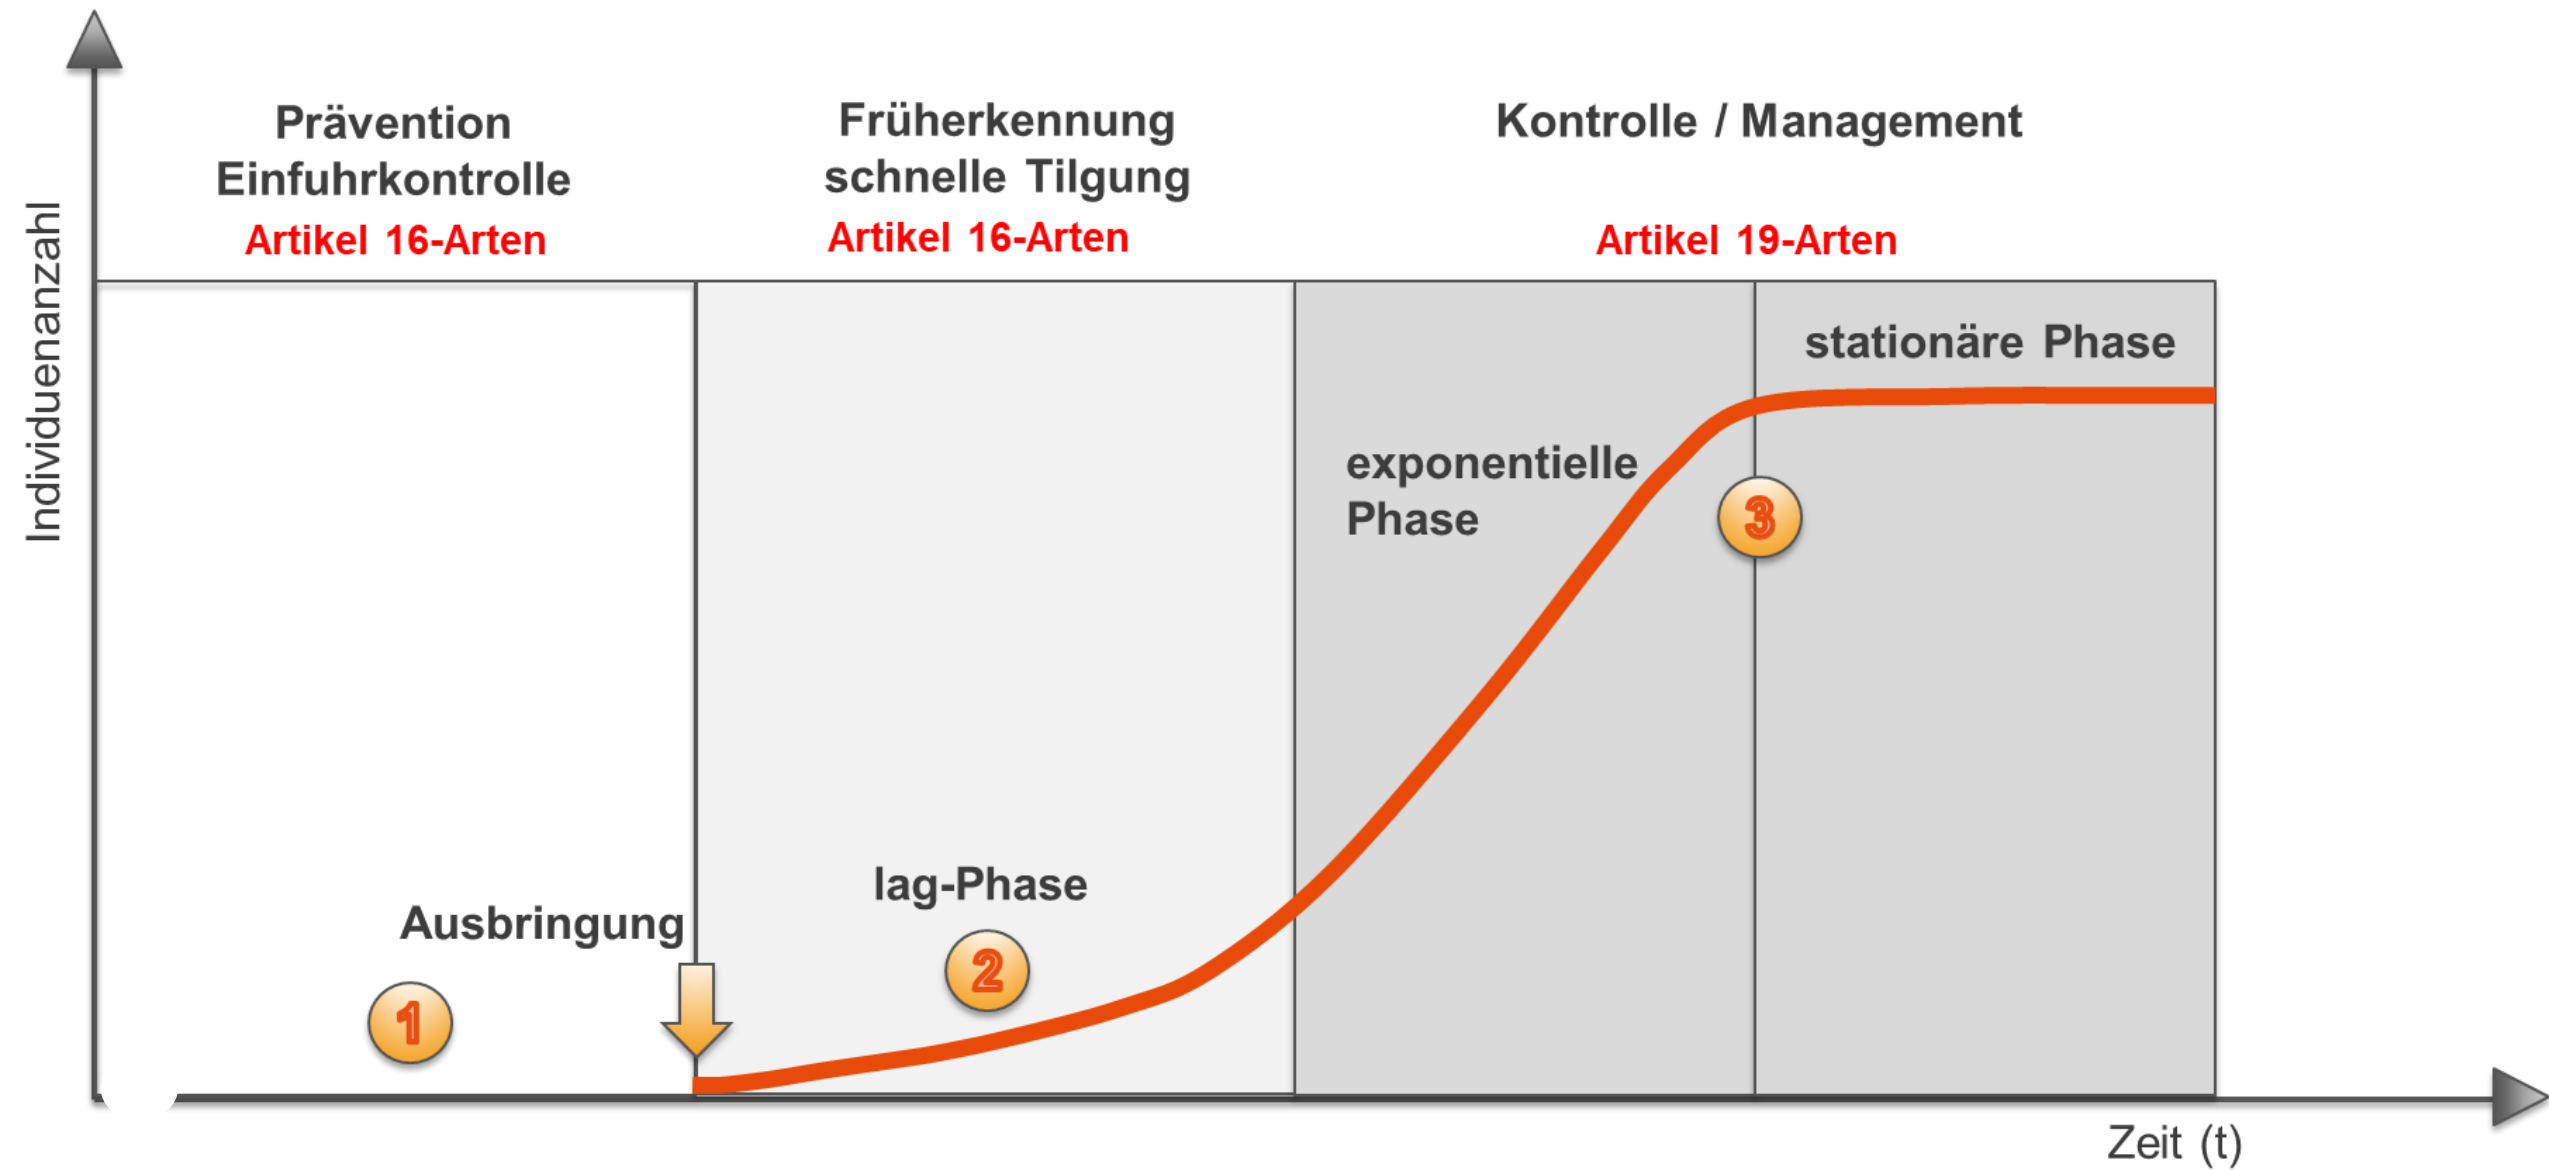 Individuenanzahl
Prävention
Einfuhrkontrolle
Artikel 16-Arten
Früherkennung
schnelle Tilgung
Artikel 16-Arten
Kontrolle / Management
Artikel 19-Arten
stationäre Phase
exponentielle
Phase
3
lag-Phase
2
Ausbringung
1
Zeit (t)